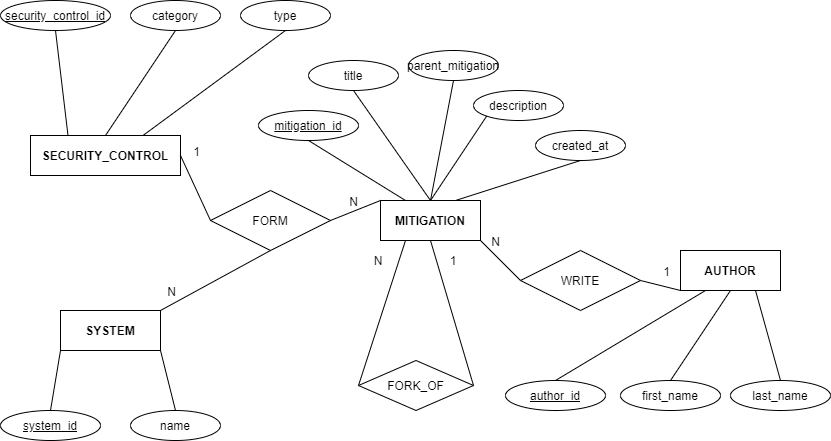 security_control_id
category
type
title
parent_mitigation
description
mitigation_id
created_at
SECURITY_CONTROL
1
N
FORM
MITIGATION
N
N
1
WRITE
1
AUTHOR
N
SYSTEM
FORK_OF
author_id
first_name
last_name
system_id
name